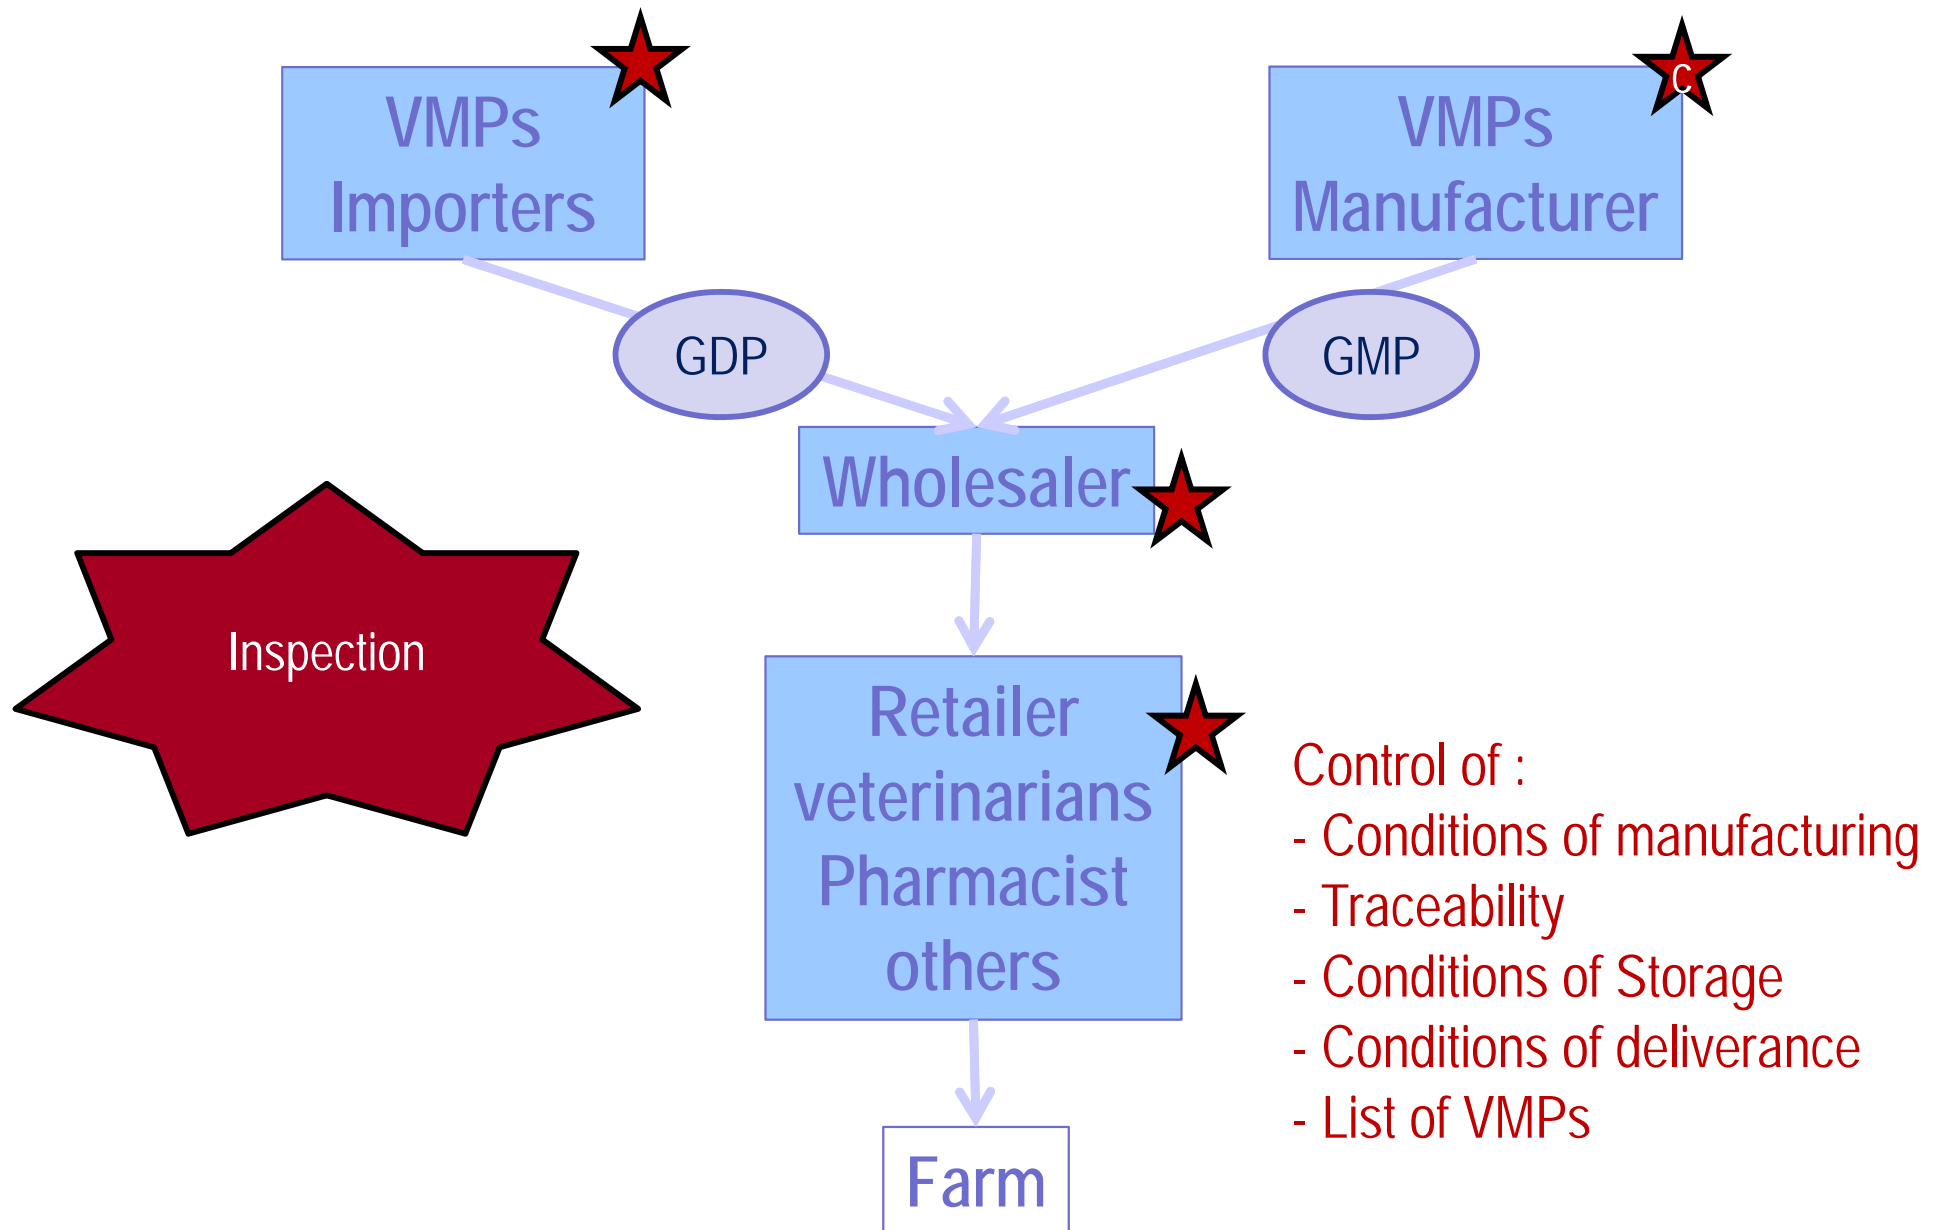 VMPs
Importers
C
VMPs
Manufacturer
GDP
GMP
Wholesaler
Inspection
Retailer
veterinarians
Pharmacist
others
Control of :
- Conditions of manufacturing
- Traceability
- Conditions of Storage
- Conditions of deliverance
- List of VMPs
Farm